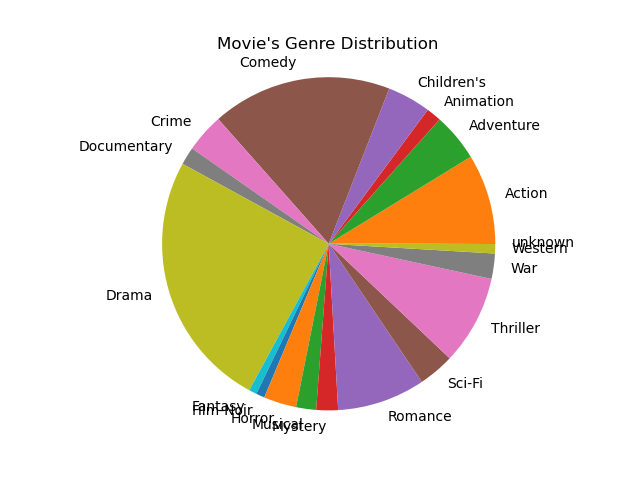 Movie's Genre Distribution
Comedy
Children's
Animation
Crime
Adventure
Documentary
Action
unknown
Western
War
Drama
Thriller
Sci-Fi
Fantasy
Film-Noir
Horror
Romance
Musical
Mystery